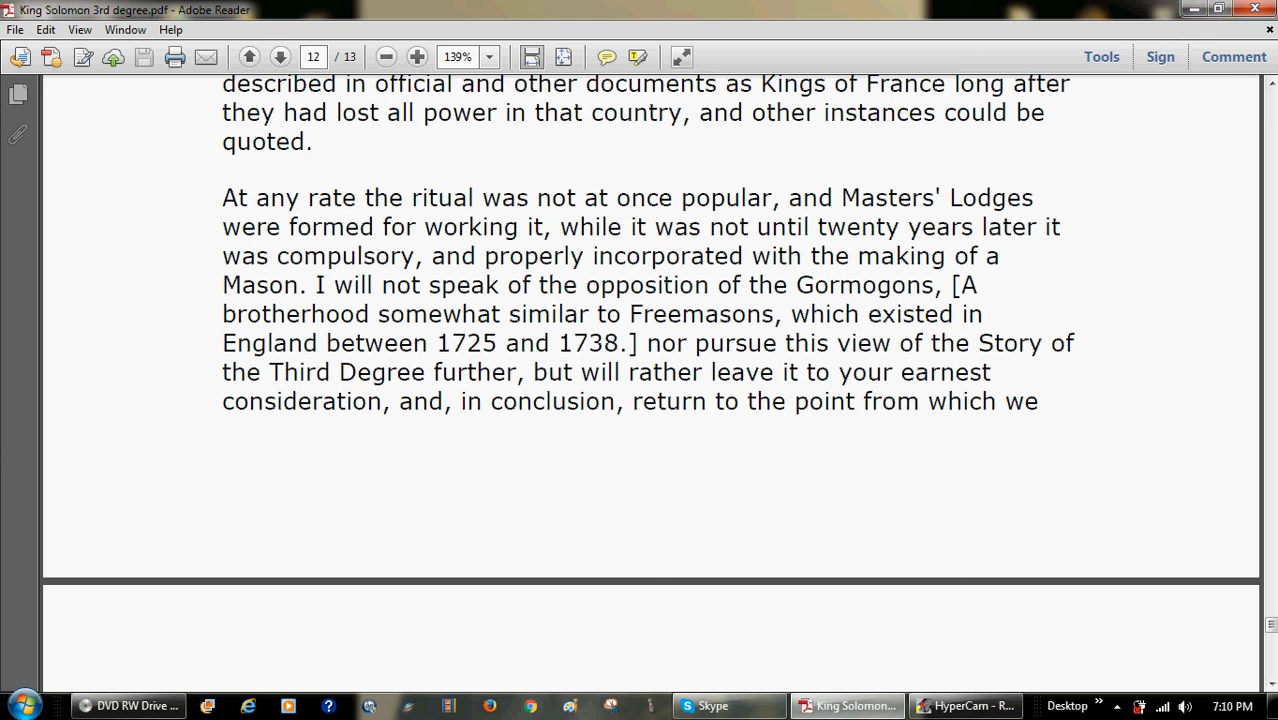 King Solomon 3rd degree.pdf - Adobe Reader
File Edit View Window Help
12 / 13 139% Tools Sign Comment
described in official and other documents as Kings of France long after
they had lost all power in that country, and other instances could be
quoted.
At any rate the ritual was not at once popular, and Masters' Lodges
were formed for working it, while it was not until twenty years later it
was compulsory, and properly incorporated with the making of a
Mason. I will not speak of the opposition of the Gormogons, [A
brotherhood somewhat similar to Freemasons, which existed in
England between 1725 and 1738.] nor pursue this view of the Story of
the Third Degree further, but will rather leave it to your earnest
consideration, and, in conclusion, return to the point from which we
DVD RW Drive ... Skype King Solomon... HyperCam - R... Desktop 7:10 PM